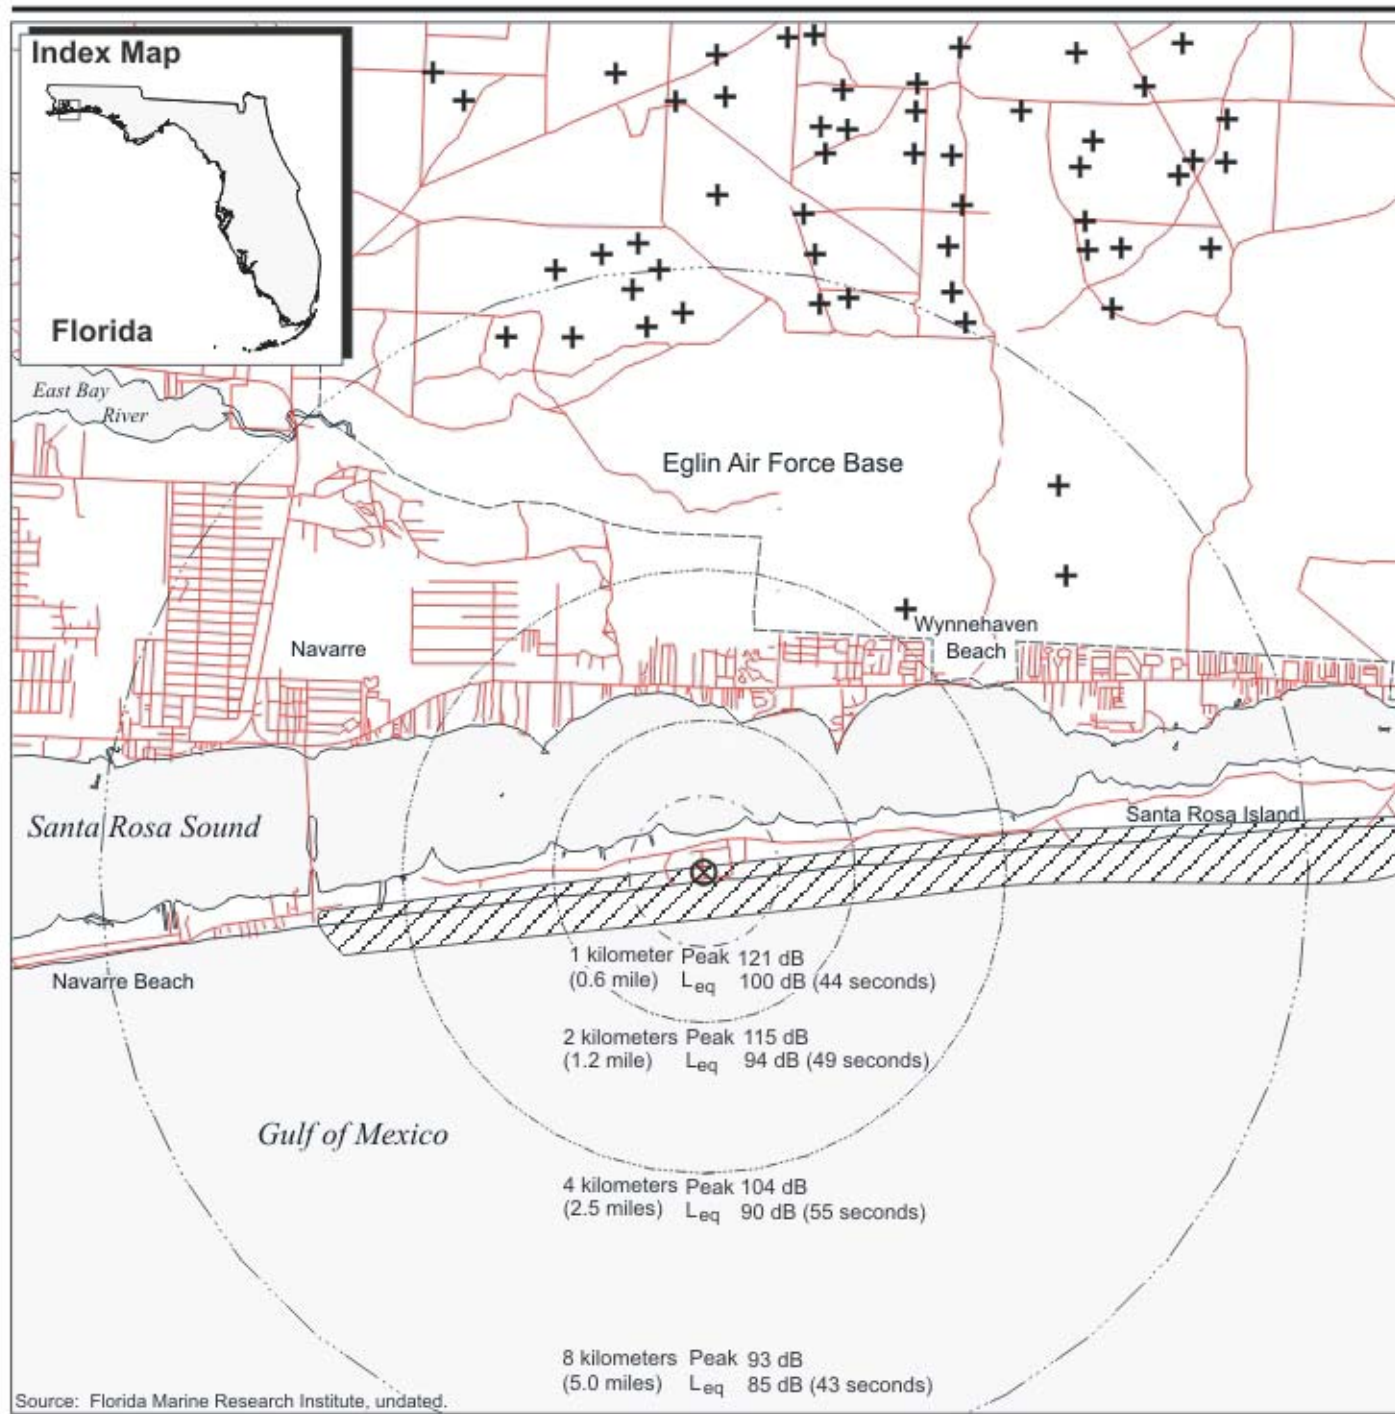 Index Map
Florida
East Bay
River
Eglin Air Force Base
Wynnehaven
Beach
Navarre
Santa Rosa Sound
Santa Rosa Island
Navarre Beach
1 kilometer Peak 121 dB
(0.6 mile) Leq 100 dB (44 seconds)
2 kilometers Peak 115 dB
(1.2 mile) Leq 94 dB (49 seconds)
Gulf of Mexico
4 kilometers Peak 104 dB
(2.5 miles) Leq 90 dB (55 seconds)
8 kilometers Peak 93 dB
(5.0 miles) Leq 85 dB (43 seconds)
Source: Florida Marine Research Institute, undated.